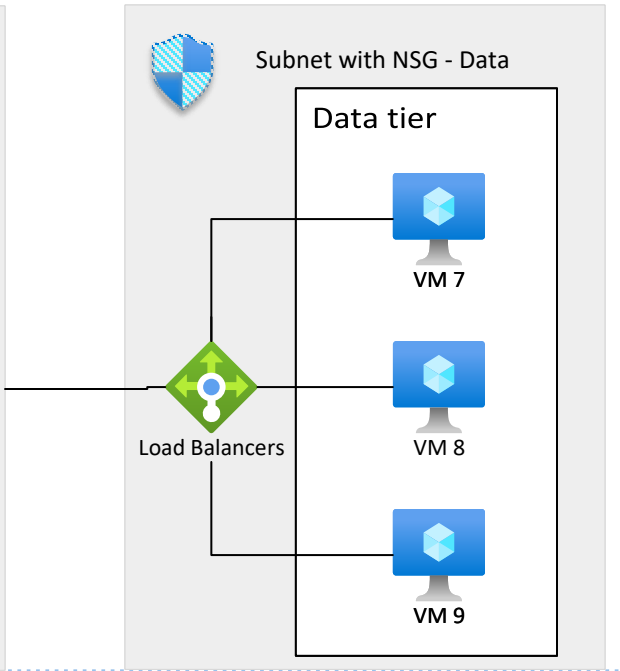 Subnet with NSG - Data
Data tier
VM 7
Load Balancers
VM 8
VM 9